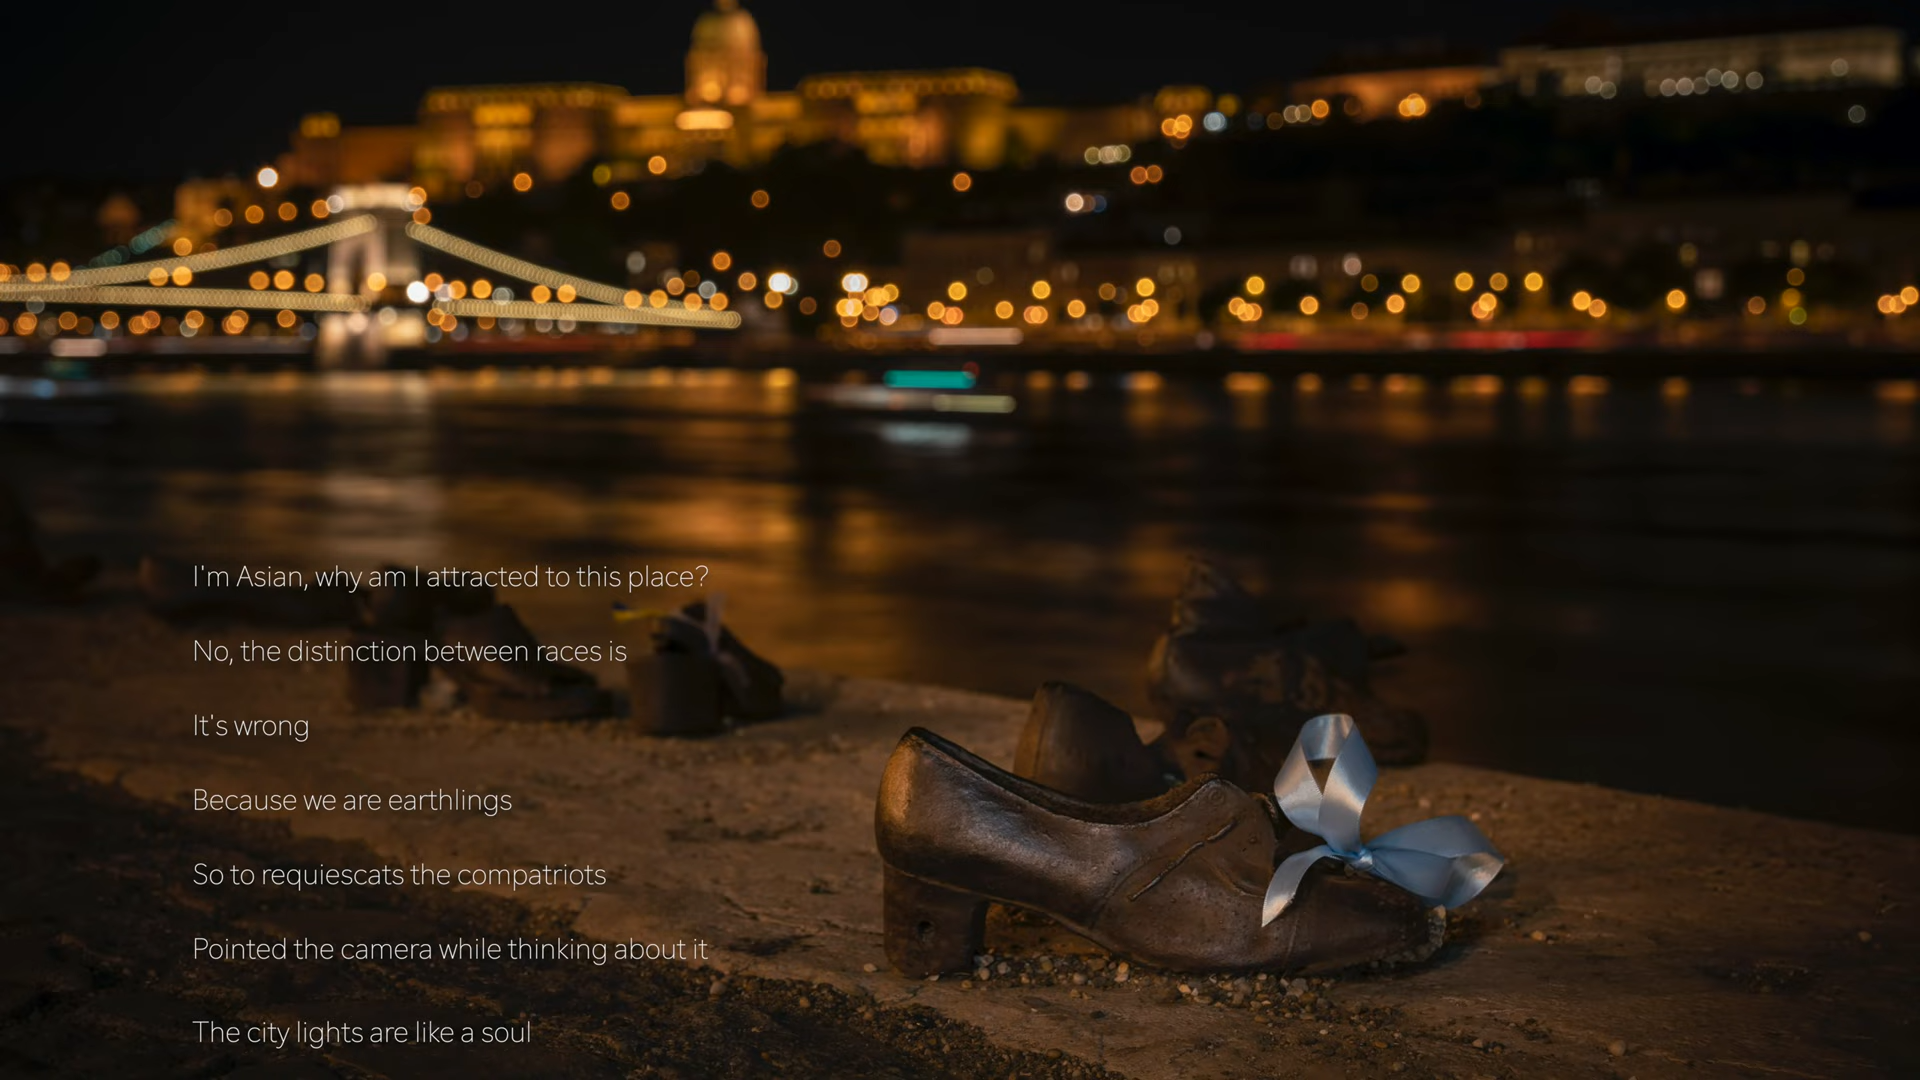 I'm Asian, why am I attracted to this place?
No, the distinction between races is
It's wrong
Because we are earthlings
So to requiescats the compatriots
Pointed the camera while thinking about it
The city lights are like a soul